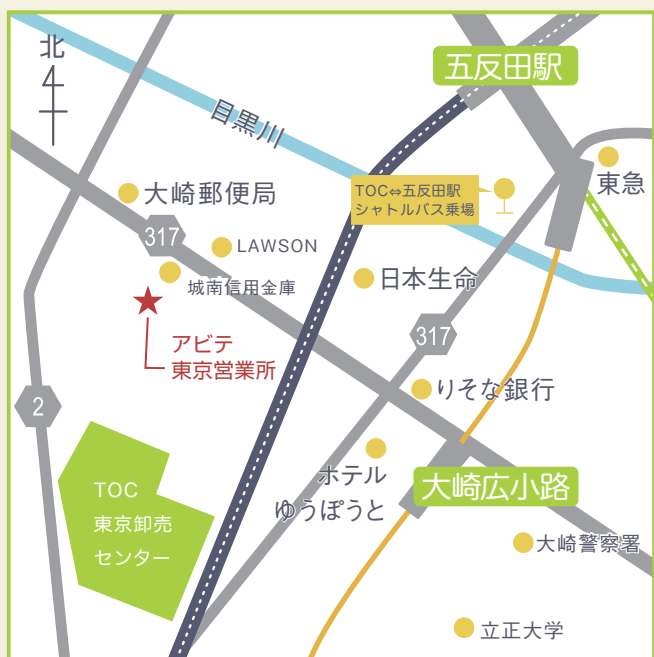 北
五反田駅
目黒川
東急
TOC⇔五反田駅
シャトルバス乗場
大崎郵便局
317
LAWSON
城南信用金庫
日本生命
アビテ
東京営業所
317
りそな銀行
2
ホテル
ゆうぽうと
大崎広小路
TOC
東京卸売
センター
大崎警察署
立正大学